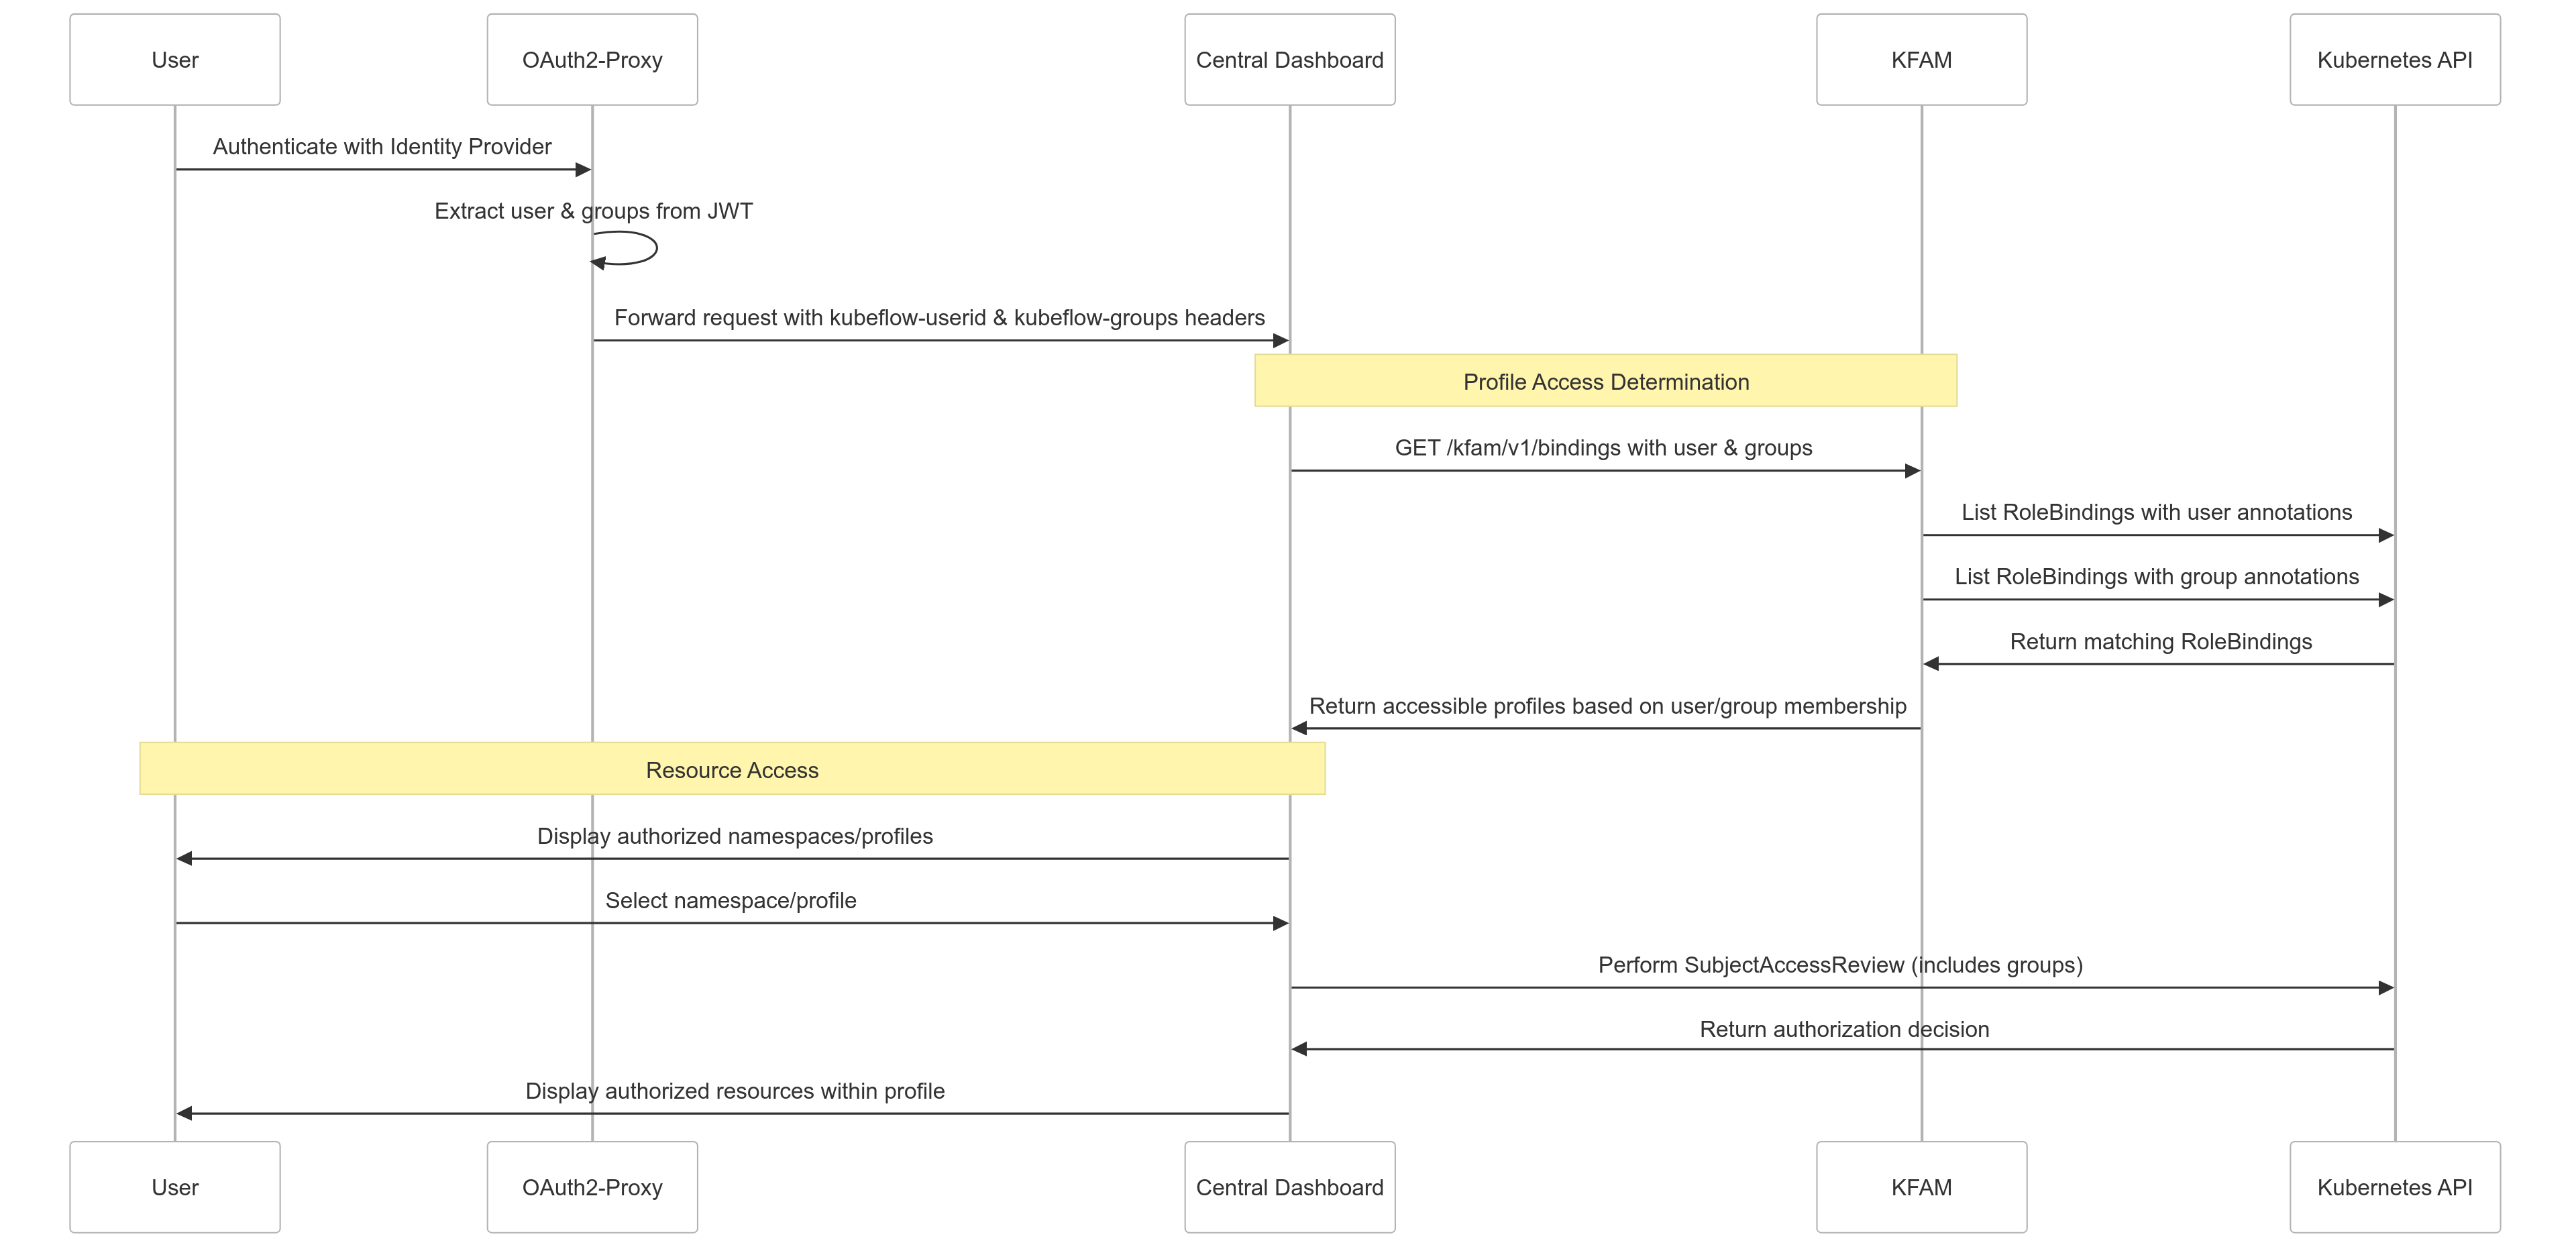 User
OAuth2-Proxy
Central Dashboard
KFAM
Kubernetes API
Authenticate with Identity Provider
Extract user & groups from JWT
Forward request with kubeflow-userid & kubeflow-groups headers
Profile Access Determination
GET /kfam/v1/bindings with user & groups
List RoleBindings with user annotations
List RoleBindings with group annotations
Return matching RoleBindings
Return accessible profiles based on user/group membership
Resource Access
Display authorized namespaces/profiles
Select namespace/profile
Perform SubjectAccessReview (includes groups)
Return authorization decision
Display authorized resources within profile
User
OAuth2-Proxy
Central Dashboard
KFAM
Kubernetes API